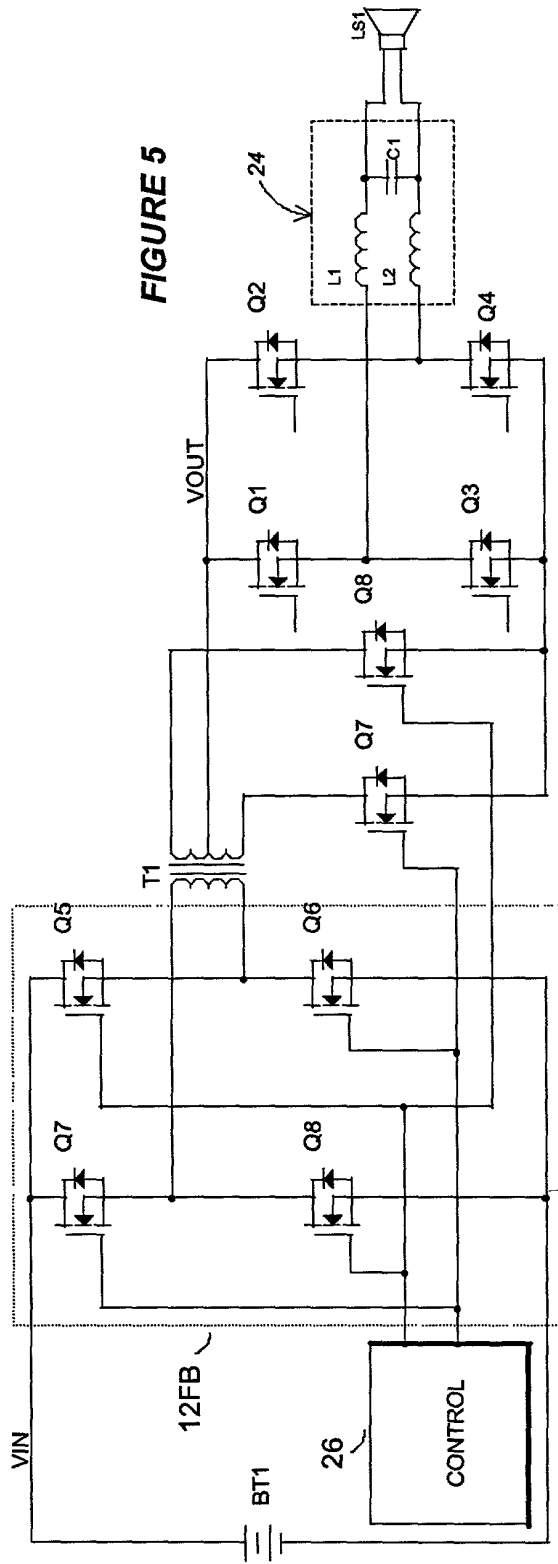 FIGURE 5
24
LS1
C1
L1
L2
Q2
Q4
VOUT
Q1
Q3
Q8
Q7
T1
Q5
Q6
Q7
Q8
12FB
VIN
BT1
26
CONTROL